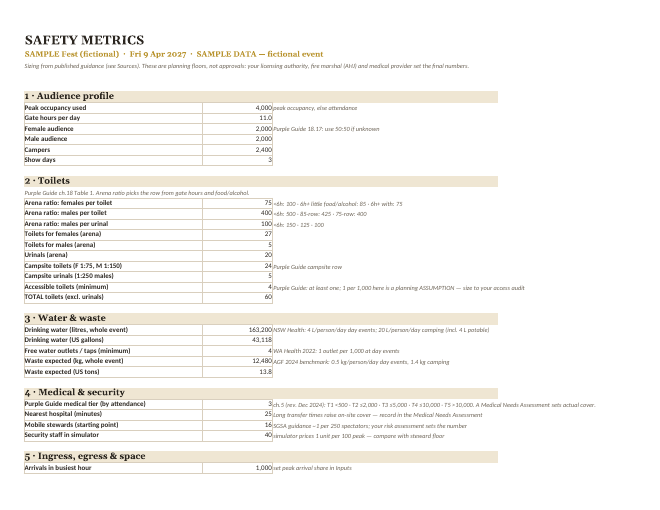 SAFETY METRICS
SAMPLE Fest (fictional) · Fri 9 Apr 2027 · SAMPLE DATA — fictional event
Sizing from published guidance (see Sources). These are planning floors, not approvals: your licensing authority, fire marshal (AHJ) and medical provider set the final numbers.
1 · Audience profile
Peak occupancy used 4,000 peak occupancy, else attendance
Gate hours per day 11.0
Female audience 2,000 Purple Guide 18.17: use 50:50 if unknown
Male audience 2,000
Campers 2,400
Show days 3
2 · Toilets
Purple Guide ch.18 Table 1. Arena ratio picks the row from gate hours and food/alcohol.
Arena ratio: females per toilet 75 <6h: 100 · 6h+ little food/alcohol: 85 · 6h+ with: 75
Arena ratio: males per toilet 400 <6h: 500 · 85-row: 425 · 75-row: 400
Arena ratio: males per urinal 100 <6h: 150 · 125 · 100
Toilets for females (arena) 27
Toilets for males (arena) 5
Urinals (arena) 20
Campsite toilets (F 1:75, M 1:150) 24 Purple Guide campsite row
Campsite urinals (1:250 males) 5
Accessible toilets (minimum) 4 Purple Guide: at least one; 1 per 1,000 here is a planning ASSUMPTION — size to your access audit
TOTAL toilets (excl. urinals) 60
3 · Water & waste
Drinking water (litres, whole event) 163,200 NSW Health: 4 L/person/day day events; 20 L/person/day camping (incl. 4 L potable)
Drinking water (US gallons) 43,118
Free water outlets / taps (minimum) 4 WA Health 2022: 1 outlet per 1,000 at day events
Waste expected (kg, whole event) 12,480 AGF 2024 benchmark: 0.5 kg/person/day day events, 1.4 kg camping
Waste expected (US tons) 13.8
4 · Medical & security
Purple Guide medical tier (by attendance) 3 ch.5 (rev. Dec 2024): T1 <500 · T2 ≤2,000 · T3 ≤5,000 · T4 ≤10,000 · T5 >10,000. A Medical Needs Assessment sets actual cover.
Nearest hospital (minutes) 25 Long transfer times raise on-site cover — record in the Medical Needs Assessment
Mobile stewards (starting point) 16 SGSA guidance ~1 per 250 spectators; your risk assessment sets the number
Security staff in simulator 40 simulator prices 1 unit per 100 peak — compare with steward floor
5 · Ingress, egress & space
Arrivals in busiest hour 1,000 set peak arrival share in Inputs